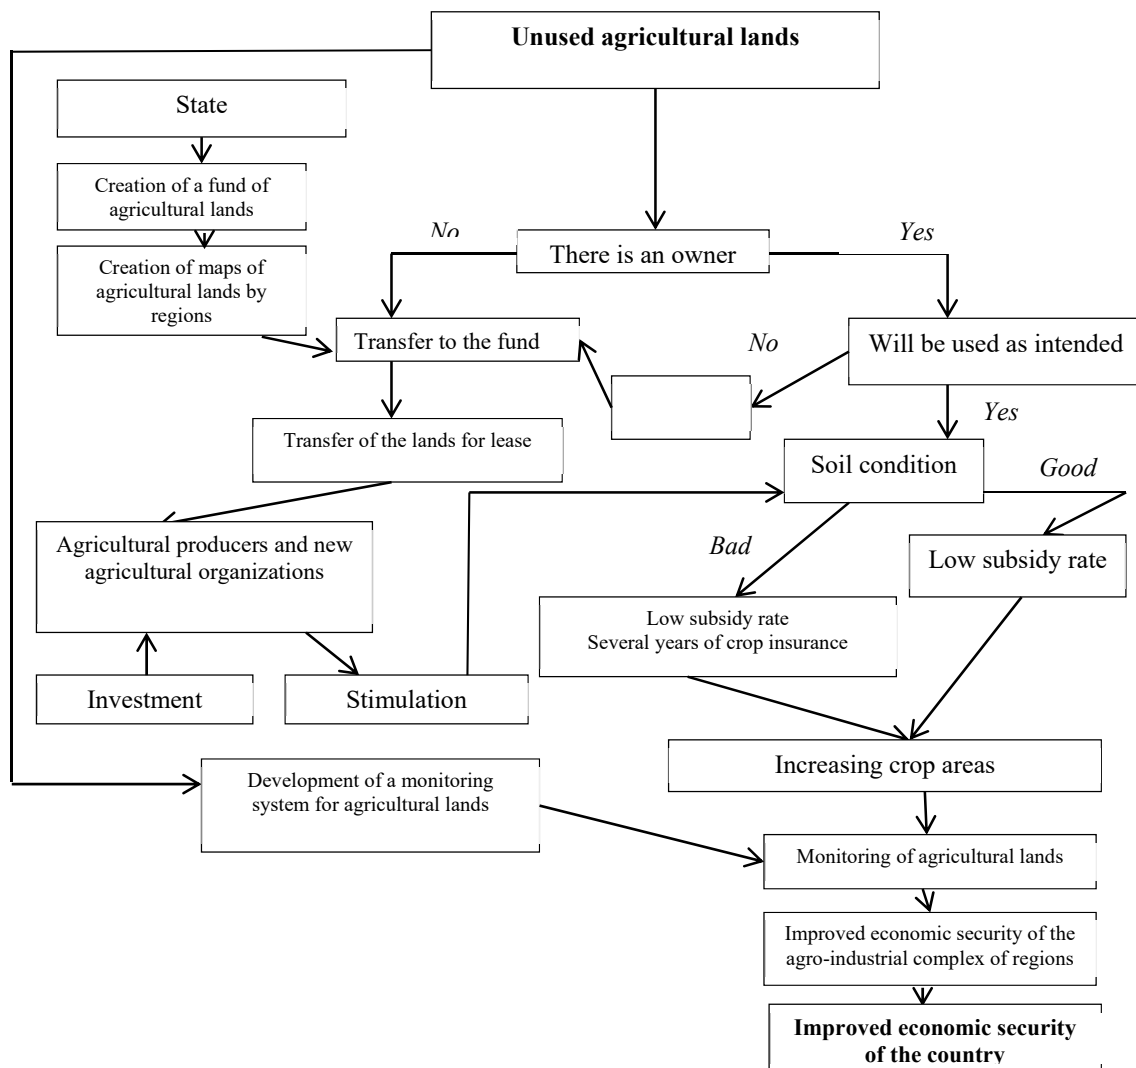 Unused agricultural lands
State
Creation of a fund of
agricultural lands
No
There is an owner
Yes
Creation of maps of
agricultural lands by
regions
Transfer to the fund
No
Will be used as intended
Yes
Transfer of the lands for lease
Soil condition
Good
Agricultural producers and new
agricultural organizations
Bad
Low subsidy rate
Low subsidy rate
Several years of crop insurance
Investment
Stimulation
Increasing crop areas
Development of a monitoring
system for agricultural lands
Monitoring of agricultural lands
Improved economic security of the
agro-industrial complex of regions
Improved economic security
of the country